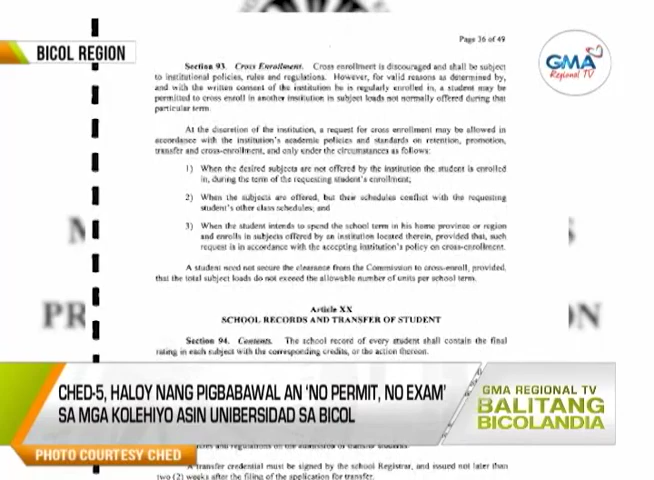 BICOL REGION
Page 36 of 49
GMA
Regional TV
Section 93. Cross Enrollment. Cross enrollment is discouraged and shall be subject
to institutional policies, rules and regulations. However, for valid reasons as determined by,
and with the written consent of the institution he is regularly enrolled in, a student may be
permitted to cross enroll in another institution in subject loads not normally offered during that
particular term.
At the discretion of the institution, a request for cross enrollment may be allowed in
accordance with the institution's academic policies and standards on retention, promotion,
transfer and cross-enrollment, and only under the circumstances as follows:
1) When the desired subjects are not offered by the institution the student is enrolled
in, during the term of the requesting student's enrollment;
2) When the subjects are offered, but their schedules conflict with the requesting
student's other class schedules; and
3) When the student intends to spend the school term in his home province or region
and enrolls in subjects offered by an institution located therein, provided that, such
request is in accordance with the accepting institution's policy on cross-enrollment.
A student need not secure the clearance from the Commission to cross-enroll, provided,
that the total subject loads do not exceed the allowable number of units per school term.
Article XX
SCHOOL RECORDS AND TRANSFER OF STUDENT
Section 94. Contents. The school record of every student shall contain the final
rating in each subject with the corresponding credits, or the action thereon.
CHED-5, HALOY NANG PIGBABAWAL AN 'NO PERMIT, NO EXAM'
SA MGA KOLEHIYO ASIN UNIBERSIDAD SA BICOL
GMA REGIONAL TV
BALITANG
BICOLANDIA
PHOTO COURTESY CHED
A transfer credential must be signed by the school Registrar, and issued not later than
two (2) weeks after the filing of the application for transfer.